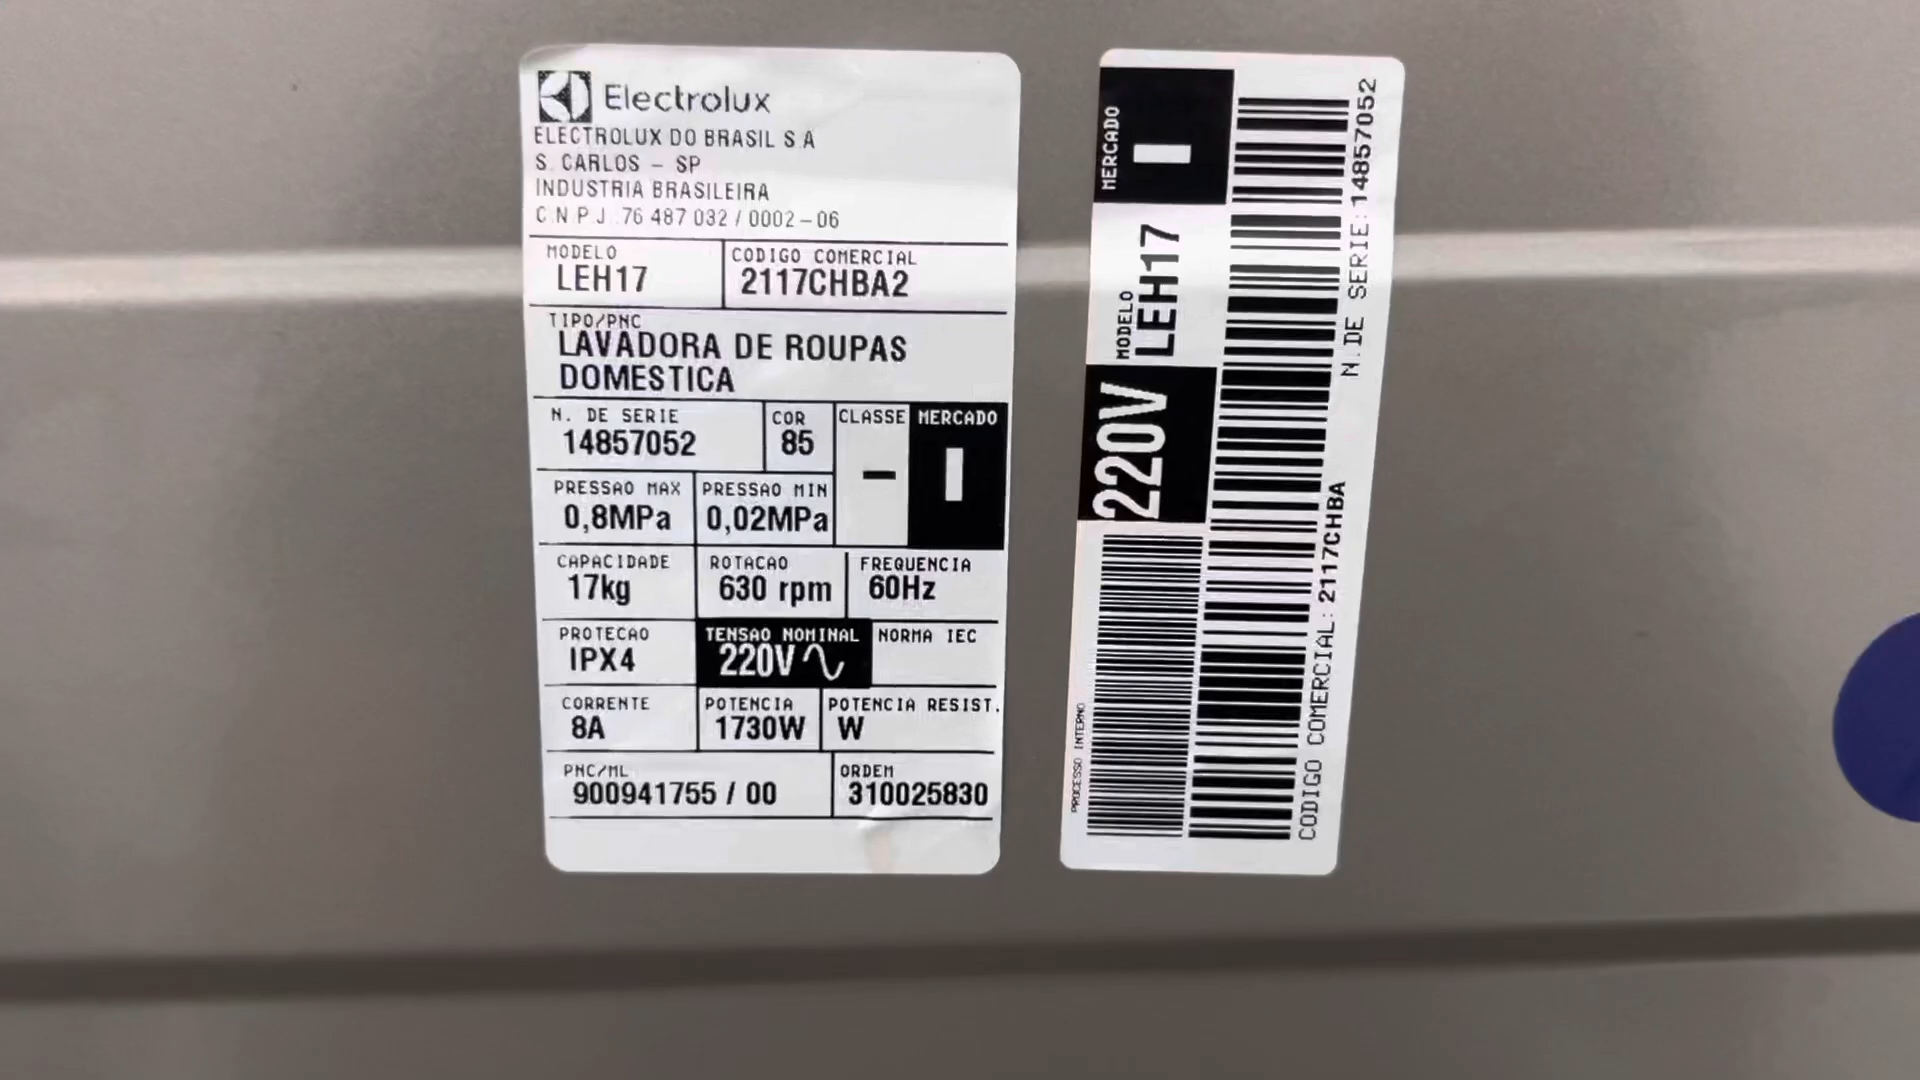 Electrolux
ELECTROLUX DO BRASIL S.A
S. CARLOS – SP
INDUSTRIA BRASILEIRA
C.N.P.J. 76 487 032 / 0002 – 06
MODELO
LEH17
CODIGO COMERCIAL
2117CHBA2
TIPO/PNC
LAVADORA DE ROUPAS
DOMESTICA
N. DE SERIE
14857052
COR
85
CLASSE
–
MERCADO
I
PRESSAO MAX
0,8MPa
PRESSAO MIN
0,02MPa
CAPACIDADE
17kg
ROTACAO
630 rpm
FREQUENCIA
60Hz
PROTECAO
IPX4
TENSAO NOMINAL
220V
NORMA IEC
CORRENTE
8A
POTENCIA
1730W
POTENCIA RESIST.
W
PNC/ML
900941755 / 00
ORDEM
310025830
MERCADO
I
MODELO
LEH17
220V
PROCESSO INTERNO
N.DE SERIE:14857052
CODIGO COMERCIAL:2117CHBA